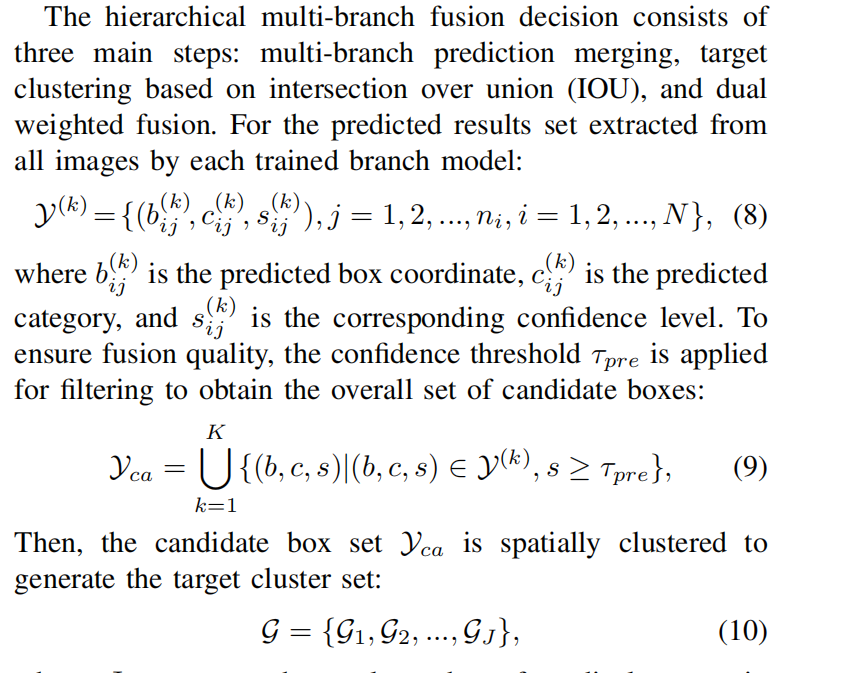 The hierarchical multi-branch fusion decision consists of
three main steps: multi-branch prediction merging, target
clustering based on intersection over union (IOU), and dual
weighted fusion. For the predicted results set extracted from
all images by each trained branch model:
$\mathcal{Y}^{(k)} = \{(b_{ij}^{(k)}, c_{ij}^{(k)}, s_{ij}^{(k)}), j = 1, 2, ..., n_i, i = 1, 2, ..., N\}$, (8)
where $b_{ij}^{(k)}$ is the predicted box coordinate, $c_{ij}^{(k)}$ is the predicted
category, and $s_{ij}^{(k)}$ is the corresponding confidence level. To
ensure fusion quality, the confidence threshold $\tau_{pre}$ is applied
for filtering to obtain the overall set of candidate boxes:
$\mathcal{Y}_{ca} = \bigcup_{k=1}^{K} \{(b, c, s)|(b, c, s) \in \mathcal{Y}^{(k)}, s \geq \tau_{pre}\}$, (9)
Then, the candidate box set $\mathcal{Y}_{ca}$ is spatially clustered to
generate the target cluster set:
$\mathcal{G} = \{\mathcal{G}_1, \mathcal{G}_2, ..., \mathcal{G}_J\}$, (10)